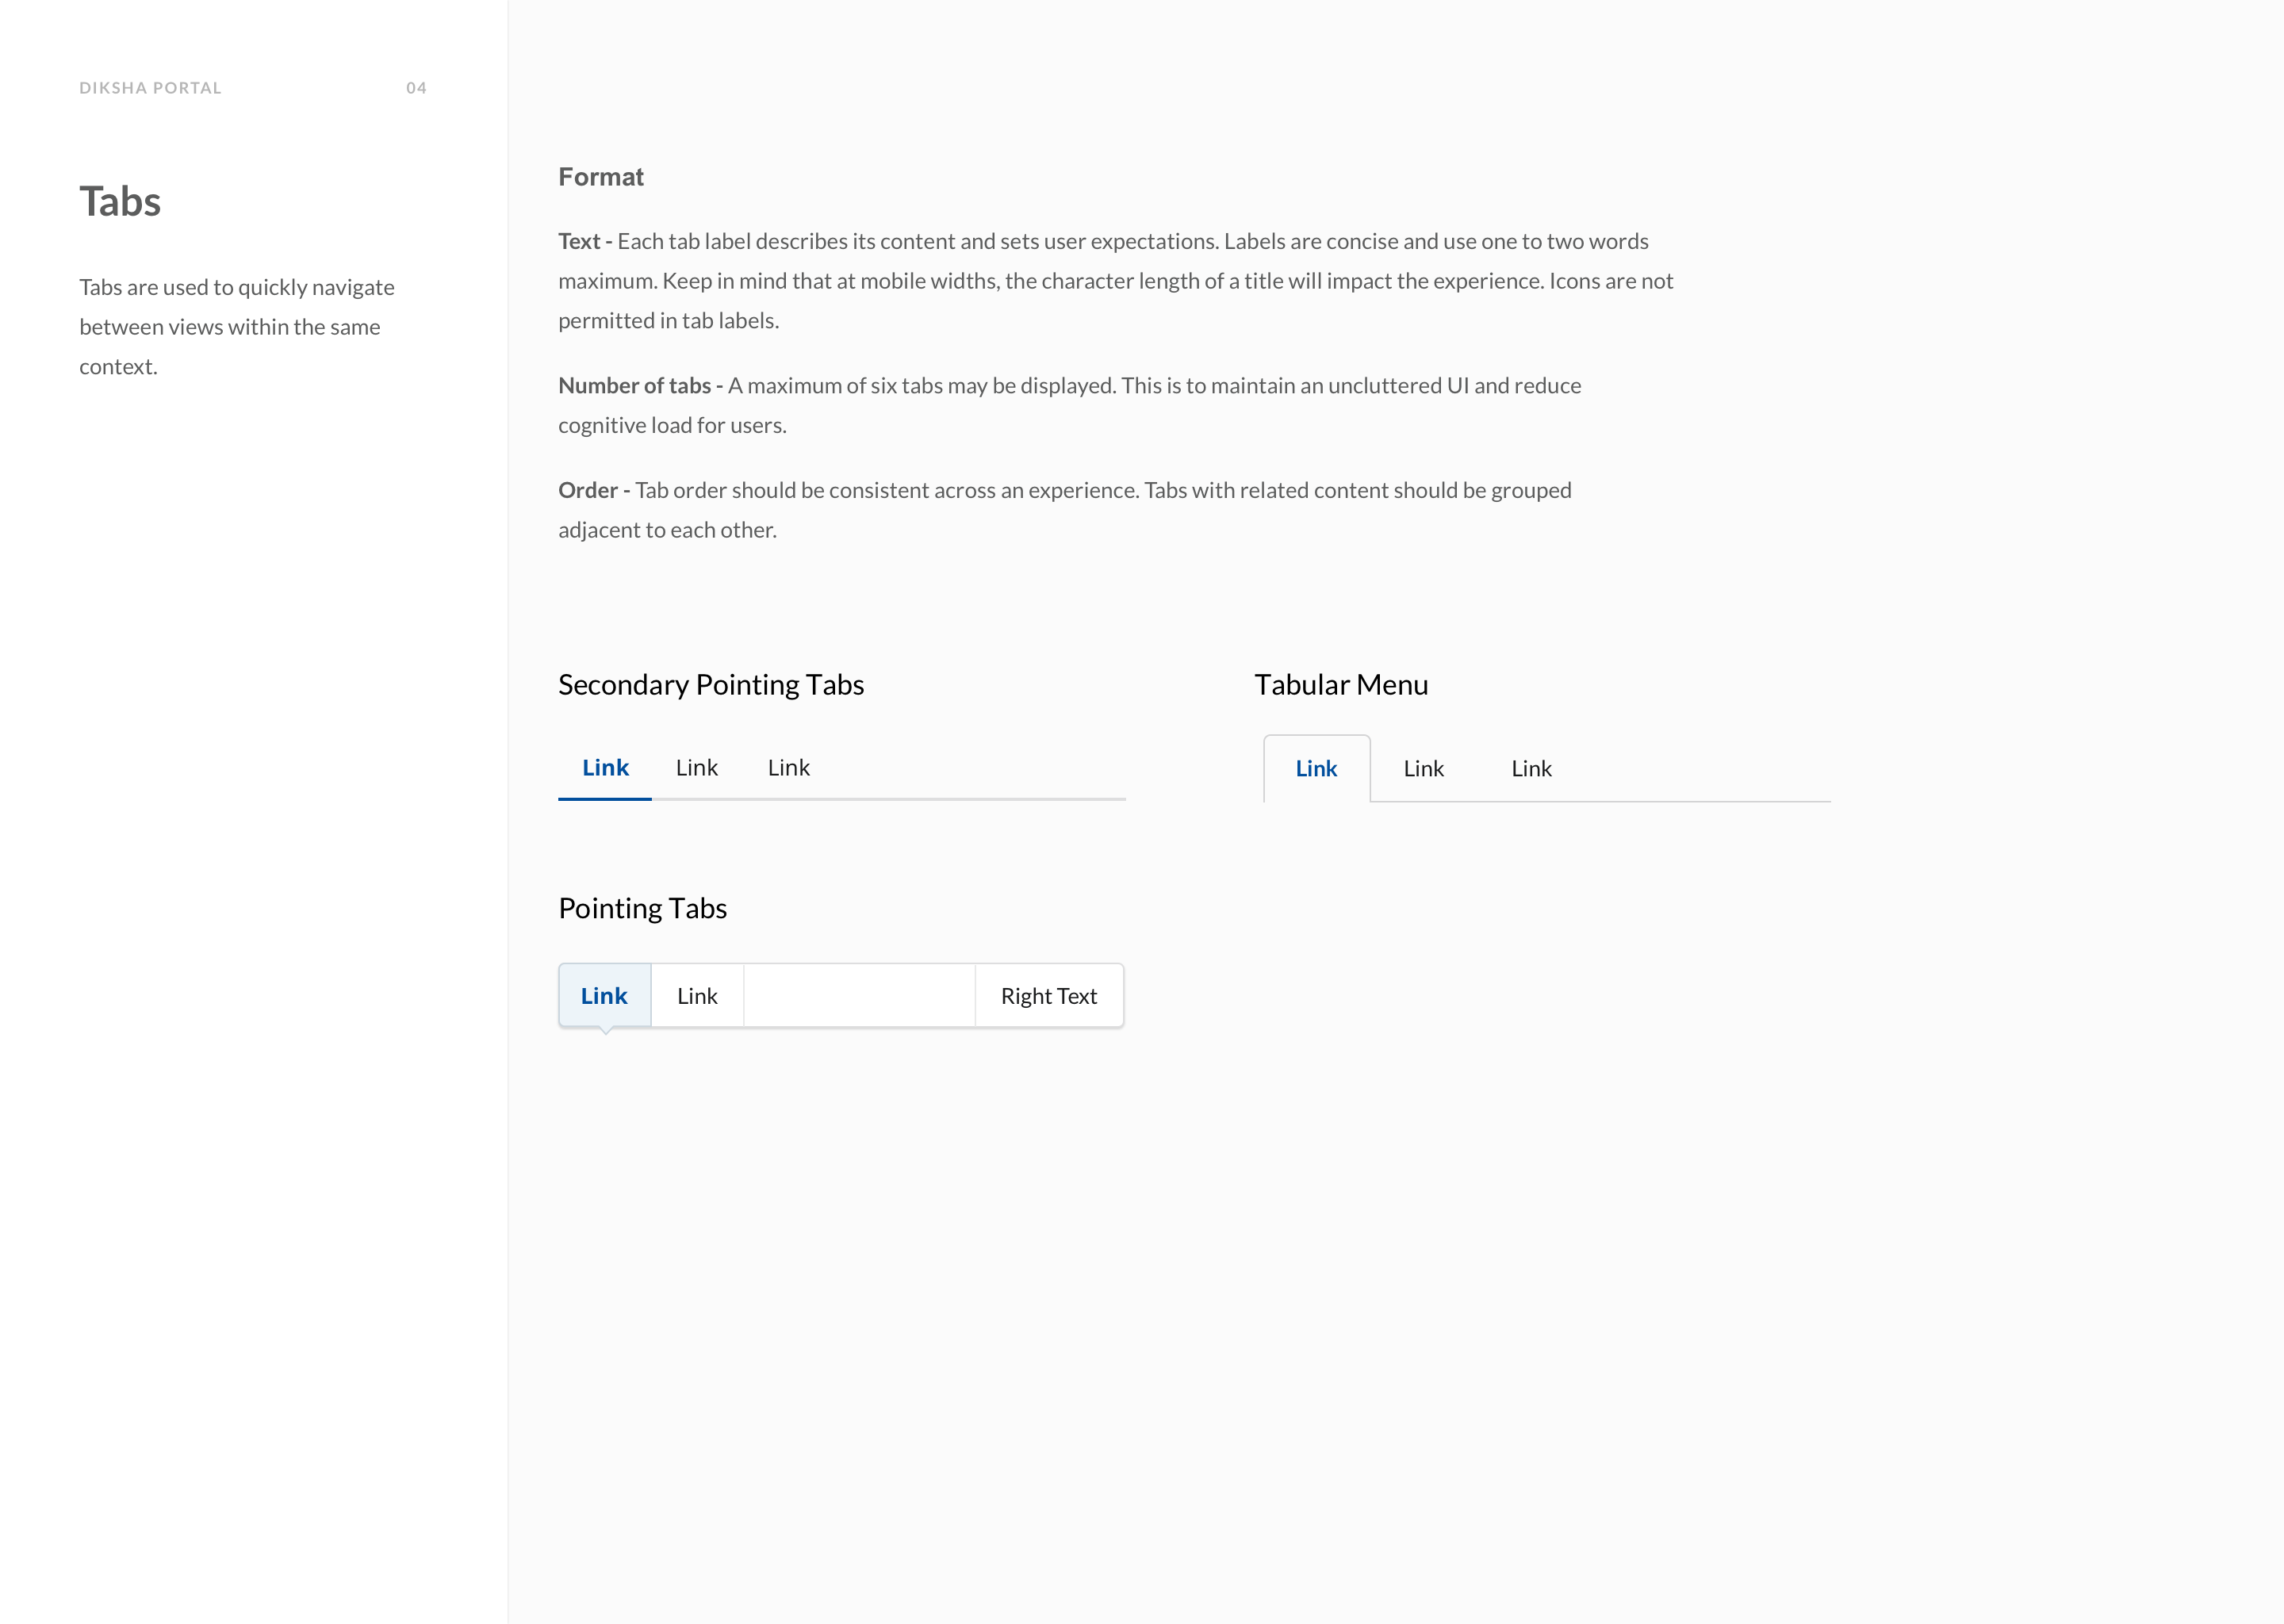 DIKSHA PORTAL 04
Tabs
Tabs are used to quickly navigate
between views within the same
context.
Format
Text - Each tab label describes its content and sets user expectations. Labels are concise and use one to two words
maximum. Keep in mind that at mobile widths, the character length of a title will impact the experience. Icons are not
permitted in tab labels.
Number of tabs - A maximum of six tabs may be displayed. This is to maintain an uncluttered UI and reduce
cognitive load for users.
Order - Tab order should be consistent across an experience. Tabs with related content should be grouped
adjacent to each other.
Secondary Pointing Tabs
Link Link Link
Tabular Menu
Link Link Link
Pointing Tabs
Link Link Right Text